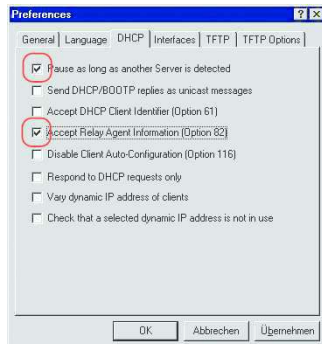 Preferences
General Language DHCP Interfaces TFTP TFTP Options
Pause as long as another Server is detected
Send DHCP/BOOTP replies as unicast messages
Accept DHCP Client Identifier (Option 61)
Accept Relay Agent Information (Option 82)
Disable Client Auto-Configuration (Option 116)
Respond to DHCP requests only
Vary dynamic IP address of clients
Check that a selected dynamic IP address is not in use
OK Abbrechen Übernehmen